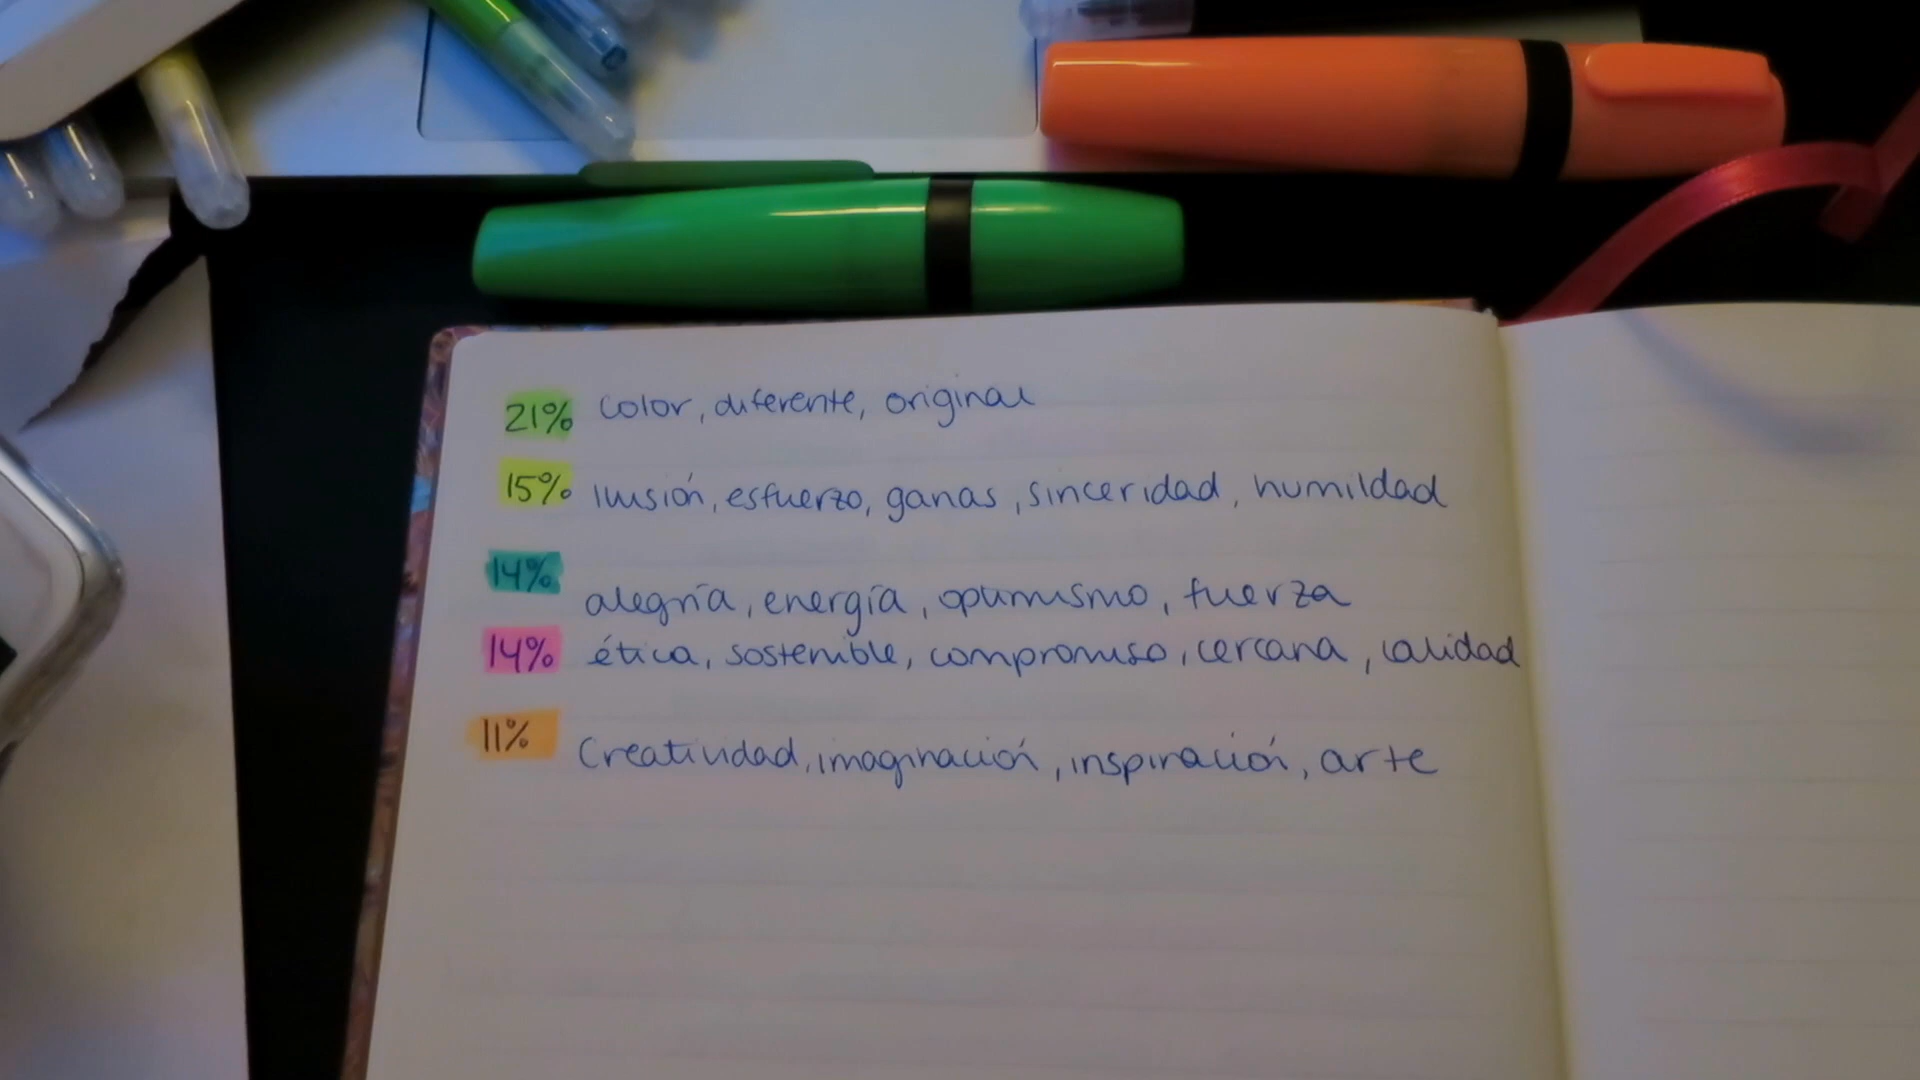 21% color, diferente, original
15% ilusión, esfuerzo, ganas, sinceridad, humildad
14% alegría, energía, optimismo, fuerza
14% ética, sostenible, compromiso, cercana, calidad
11% Creatividad, imaginación, inspiración, arte